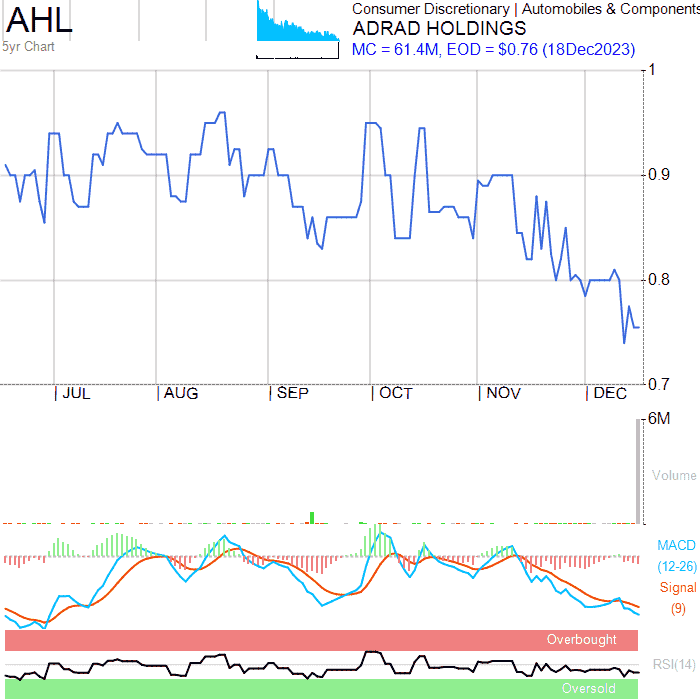 AHL
5yr Chart
Consumer Discretionary | Automobiles & Components
ADRAD HOLDINGS
MC = 61.4M, EOD = $0.76 (18Dec2023)
1
0.9
0.8
0.7
JUL AUG SEP OCT NOV DEC
6M
Volume
MACD
(12-26)
Signal
(9)
Overbought
RSI(14)
Oversold